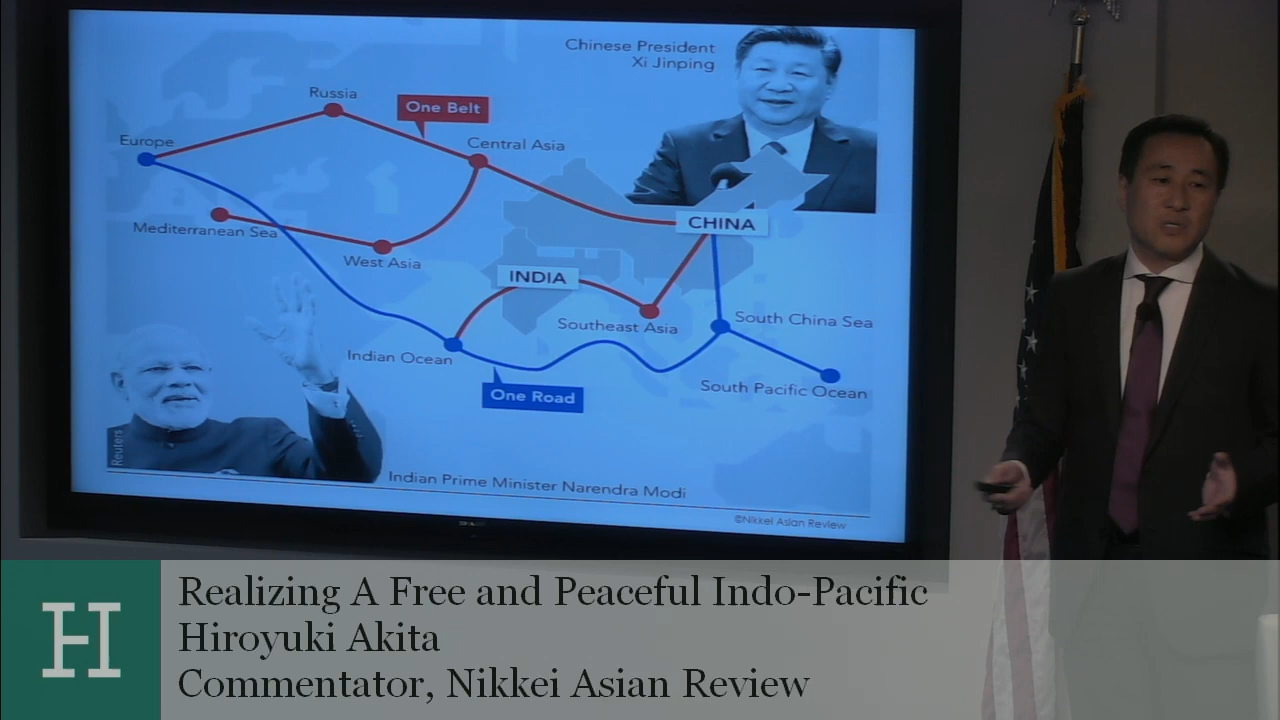 Chinese President
Xi Jinping
Russia
One Belt
Europe
Central Asia
Mediterranean Sea
West Asia
CHINA
INDIA
Southeast Asia
South China Sea
Indian Ocean
One Road
South Pacific Ocean
Reuters
Indian Prime Minister Narendra Modi
©Nikkei Asian Review
H
Realizing A Free and Peaceful Indo-Pacific
Hiroyuki Akita
Commentator, Nikkei Asian Review